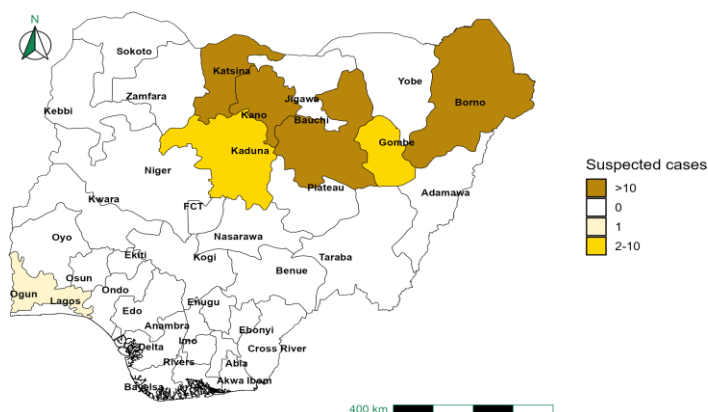 N
Sokoto
Katsina
Yobe
Zamfara
Jigawa
Borno
Kebbi
Kano
Bauchi
Gombe
Kaduna
Niger
Plateau
Adamawa
Kwara
FCT
Oyo
Nasarawa
Ekiti
Kogi
Taraba
Osun
Benue
Ogun
Lagos
Ondo
Enugu
Edo
Anambra
Ebonyi
Delta
Imo
Cross River
Rivers
Abia
Bayelsa
Akwa Ibom
Suspected cases
>10
0
1
2-10
400 km